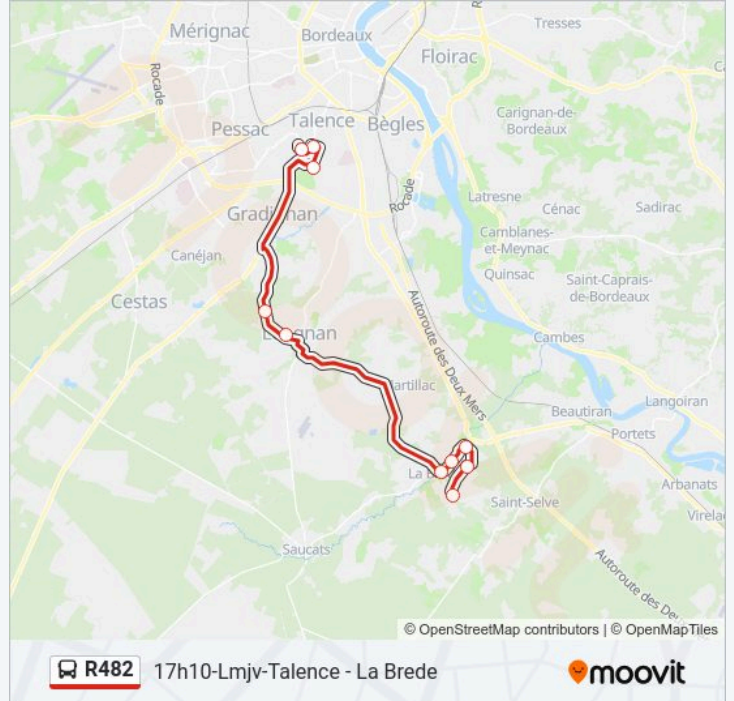 Mérignac
Bordeaux
Tresses
Floirac
Rocade
Talence
Bègles
Pessac
Carignan-de-
Bordeaux
Rocade
Latresne
Cénac
Sadirac
Gradignan
Camblanes-
et-Meynac
Canéjan
Quinsac
Saint-Caprais-
de-Bordeaux
Cestas
Autoroute des Deux Mers
Cambes
Langoiran
Beautiran
Portets
Arbanats
Saint-Selve
Saucats
© OpenStreetMap contributors | © OpenMapTiles
R482
17h10-Lmjv-Talence - La Brede
moovit